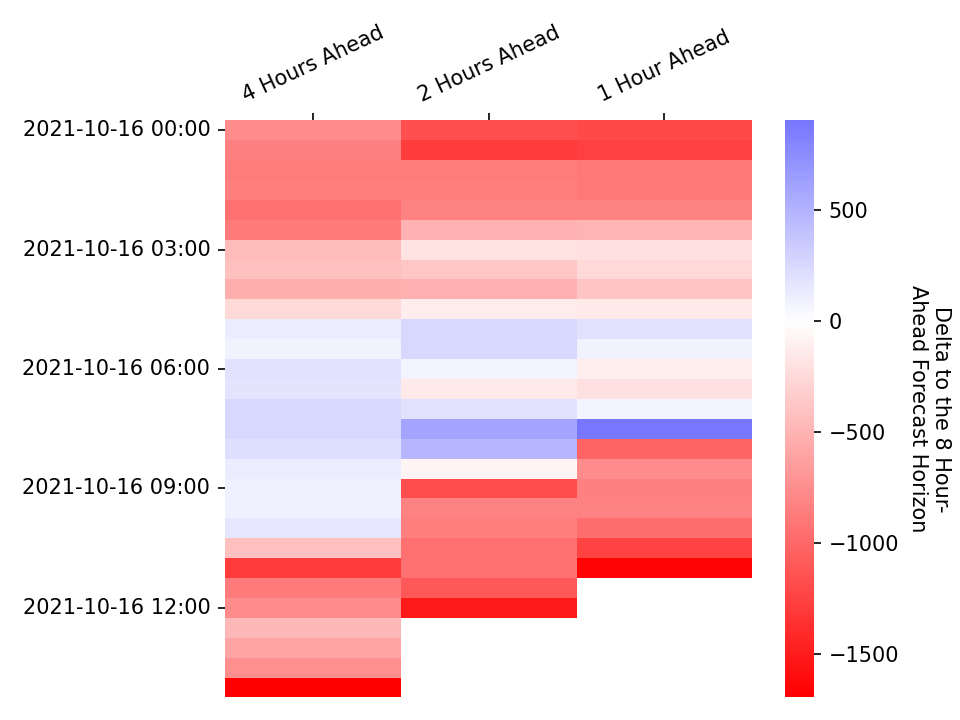 4 Hours Ahead
2 Hours Ahead
1 Hour Ahead
2021-10-16 00:00
2021-10-16 03:00
2021-10-16 06:00
2021-10-16 09:00
2021-10-16 12:00
500
0
−500
−1000
−1500
Delta to the 8 Hour-
Ahead Forecast Horizon